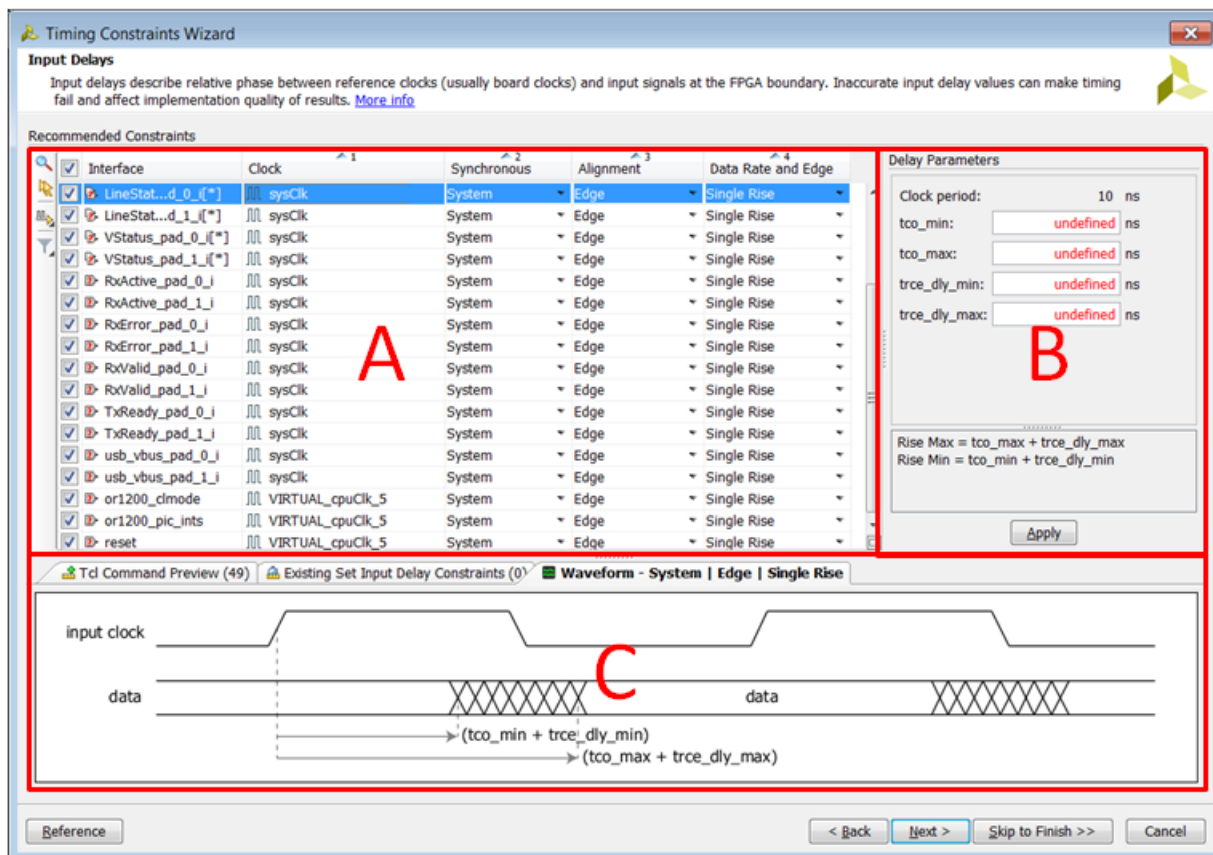 Timing Constraints Wizard
Input Delays
Input delays describe relative phase between reference clocks (usually board clocks) and input signals at the FPGA boundary. Inaccurate input delay values can make timing
fail and affect implementation quality of results. More info
Recommended Constraints
Interface Clock 1 Synchronous 2 Alignment 3 Data Rate and Edge 4
LineStat...d_0_i[*] sysClk System Edge Single Rise
LineStat...d_1_i[*] sysClk System Edge Single Rise
VStatus_pad_0_i[*] sysClk System Edge Single Rise
VStatus_pad_1_i[*] sysClk System Edge Single Rise
RxActive_pad_0_i sysClk System Edge Single Rise
RxActive_pad_1_i sysClk System Edge Single Rise
RxError_pad_0_i sysClk System Edge Single Rise
RxError_pad_1_i sysClk System Edge Single Rise
RxValid_pad_0_i sysClk System Edge Single Rise
RxValid_pad_1_i sysClk System Edge Single Rise
TxReady_pad_0_i sysClk System Edge Single Rise
TxReady_pad_1_i sysClk System Edge Single Rise
usb_vbus_pad_0_i sysClk System Edge Single Rise
usb_vbus_pad_1_i sysClk System Edge Single Rise
or1200_clmode VIRTUAL_cpuClk_5 System Edge Single Rise
or1200_pic_ints VIRTUAL_cpuClk_5 System Edge Single Rise
reset VIRTUAL_cpuClk_5 System Edge Single Rise
A
Delay Parameters
Clock period: 10 ns
tco_min: undefined ns
tco_max: undefined ns
trce_dly_min: undefined ns
trce_dly_max: undefined ns
B
Rise Max = tco_max + trce_dly_max
Rise Min = tco_min + trce_dly_min
Apply
Tcl Command Preview (49) Existing Set Input Delay Constraints (0) Waveform - System | Edge | Single Rise
input clock
C
data data
(tco_min + trce_dly_min)
(tco_max + trce_dly_max)
Reference < Back Next > Skip to Finish >> Cancel